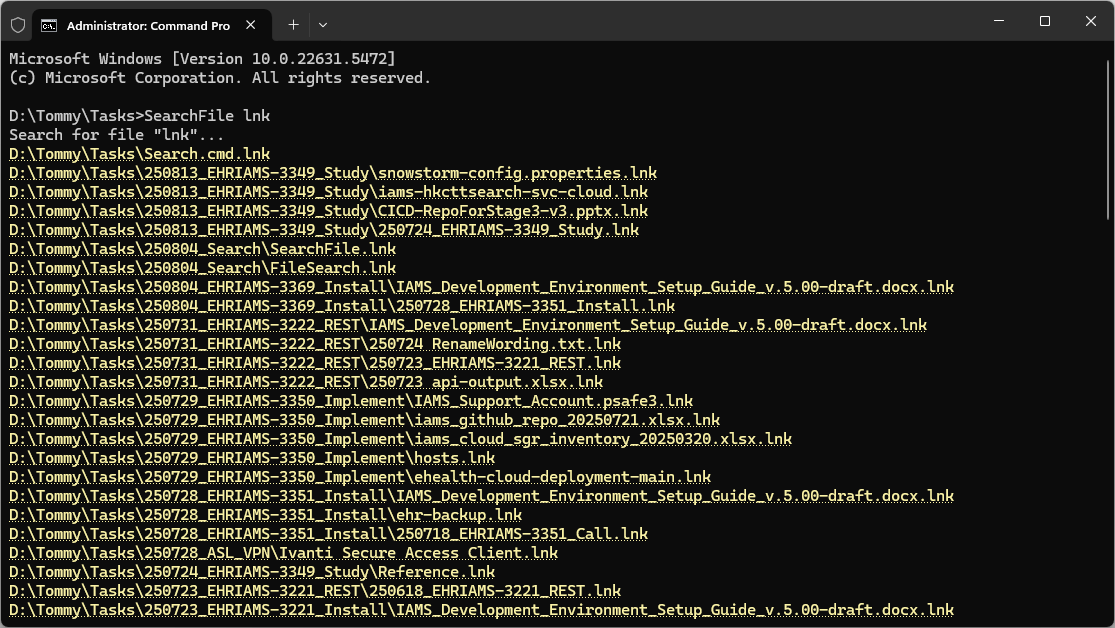 Administrator: Command Pro
Microsoft Windows [Version 10.0.22631.5472]
(c) Microsoft Corporation. All rights reserved.
D:\Tommy\Tasks>SearchFile lnk
Search for file "lnk"...
D:\Tommy\Tasks\Search.cmd.lnk
D:\Tommy\Tasks\250813_EHRIAMS-3349_Study\snowstorm-config.properties.lnk
D:\Tommy\Tasks\250813_EHRIAMS-3349_Study\iams-hkcttsearch-svc-cloud.lnk
D:\Tommy\Tasks\250813_EHRIAMS-3349_Study\CICD-RepoForStage3-v3.pptx.lnk
D:\Tommy\Tasks\250813_EHRIAMS-3349_Study\250724_EHRIAMS-3349_Study.lnk
D:\Tommy\Tasks\250804_Search\SearchFile.lnk
D:\Tommy\Tasks\250804_Search\FileSearch.lnk
D:\Tommy\Tasks\250804_EHRIAMS-3369_Install\IAMS_Development_Environment_Setup_Guide_v.5.00-draft.docx.lnk
D:\Tommy\Tasks\250804_EHRIAMS-3369_Install\250728_EHRIAMS-3351_Install.lnk
D:\Tommy\Tasks\250731_EHRIAMS-3222_REST\IAMS_Development_Environment_Setup_Guide_v.5.00-draft.docx.lnk
D:\Tommy\Tasks\250731_EHRIAMS-3222_REST\250724 RenameWording.txt.lnk
D:\Tommy\Tasks\250731_EHRIAMS-3222_REST\250723_EHRIAMS-3221_REST.lnk
D:\Tommy\Tasks\250731_EHRIAMS-3222_REST\250723 api-output.xlsx.lnk
D:\Tommy\Tasks\250729_EHRIAMS-3350_Implement\IAMS_Support_Account.psafe3.lnk
D:\Tommy\Tasks\250729_EHRIAMS-3350_Implement\iams_github_repo_20250721.xlsx.lnk
D:\Tommy\Tasks\250729_EHRIAMS-3350_Implement\iams_cloud_sgr_inventory_20250320.xlsx.lnk
D:\Tommy\Tasks\250729_EHRIAMS-3350_Implement\hosts.lnk
D:\Tommy\Tasks\250729_EHRIAMS-3350_Implement\ehealth-cloud-deployment-main.lnk
D:\Tommy\Tasks\250728_EHRIAMS-3351_Install\IAMS_Development_Environment_Setup_Guide_v.5.00-draft.docx.lnk
D:\Tommy\Tasks\250728_EHRIAMS-3351_Install\ehr-backup.lnk
D:\Tommy\Tasks\250728_EHRIAMS-3351_Install\250718_EHRIAMS-3351_Call.lnk
D:\Tommy\Tasks\250728_ASL_VPN\Ivanti Secure Access Client.lnk
D:\Tommy\Tasks\250724_EHRIAMS-3349_Study\Reference.lnk
D:\Tommy\Tasks\250723_EHRIAMS-3221_REST\250618_EHRIAMS-3221_REST.lnk
D:\Tommy\Tasks\250723_EHRIAMS-3221_Install\IAMS_Development_Environment_Setup_Guide_v.5.00-draft.docx.lnk